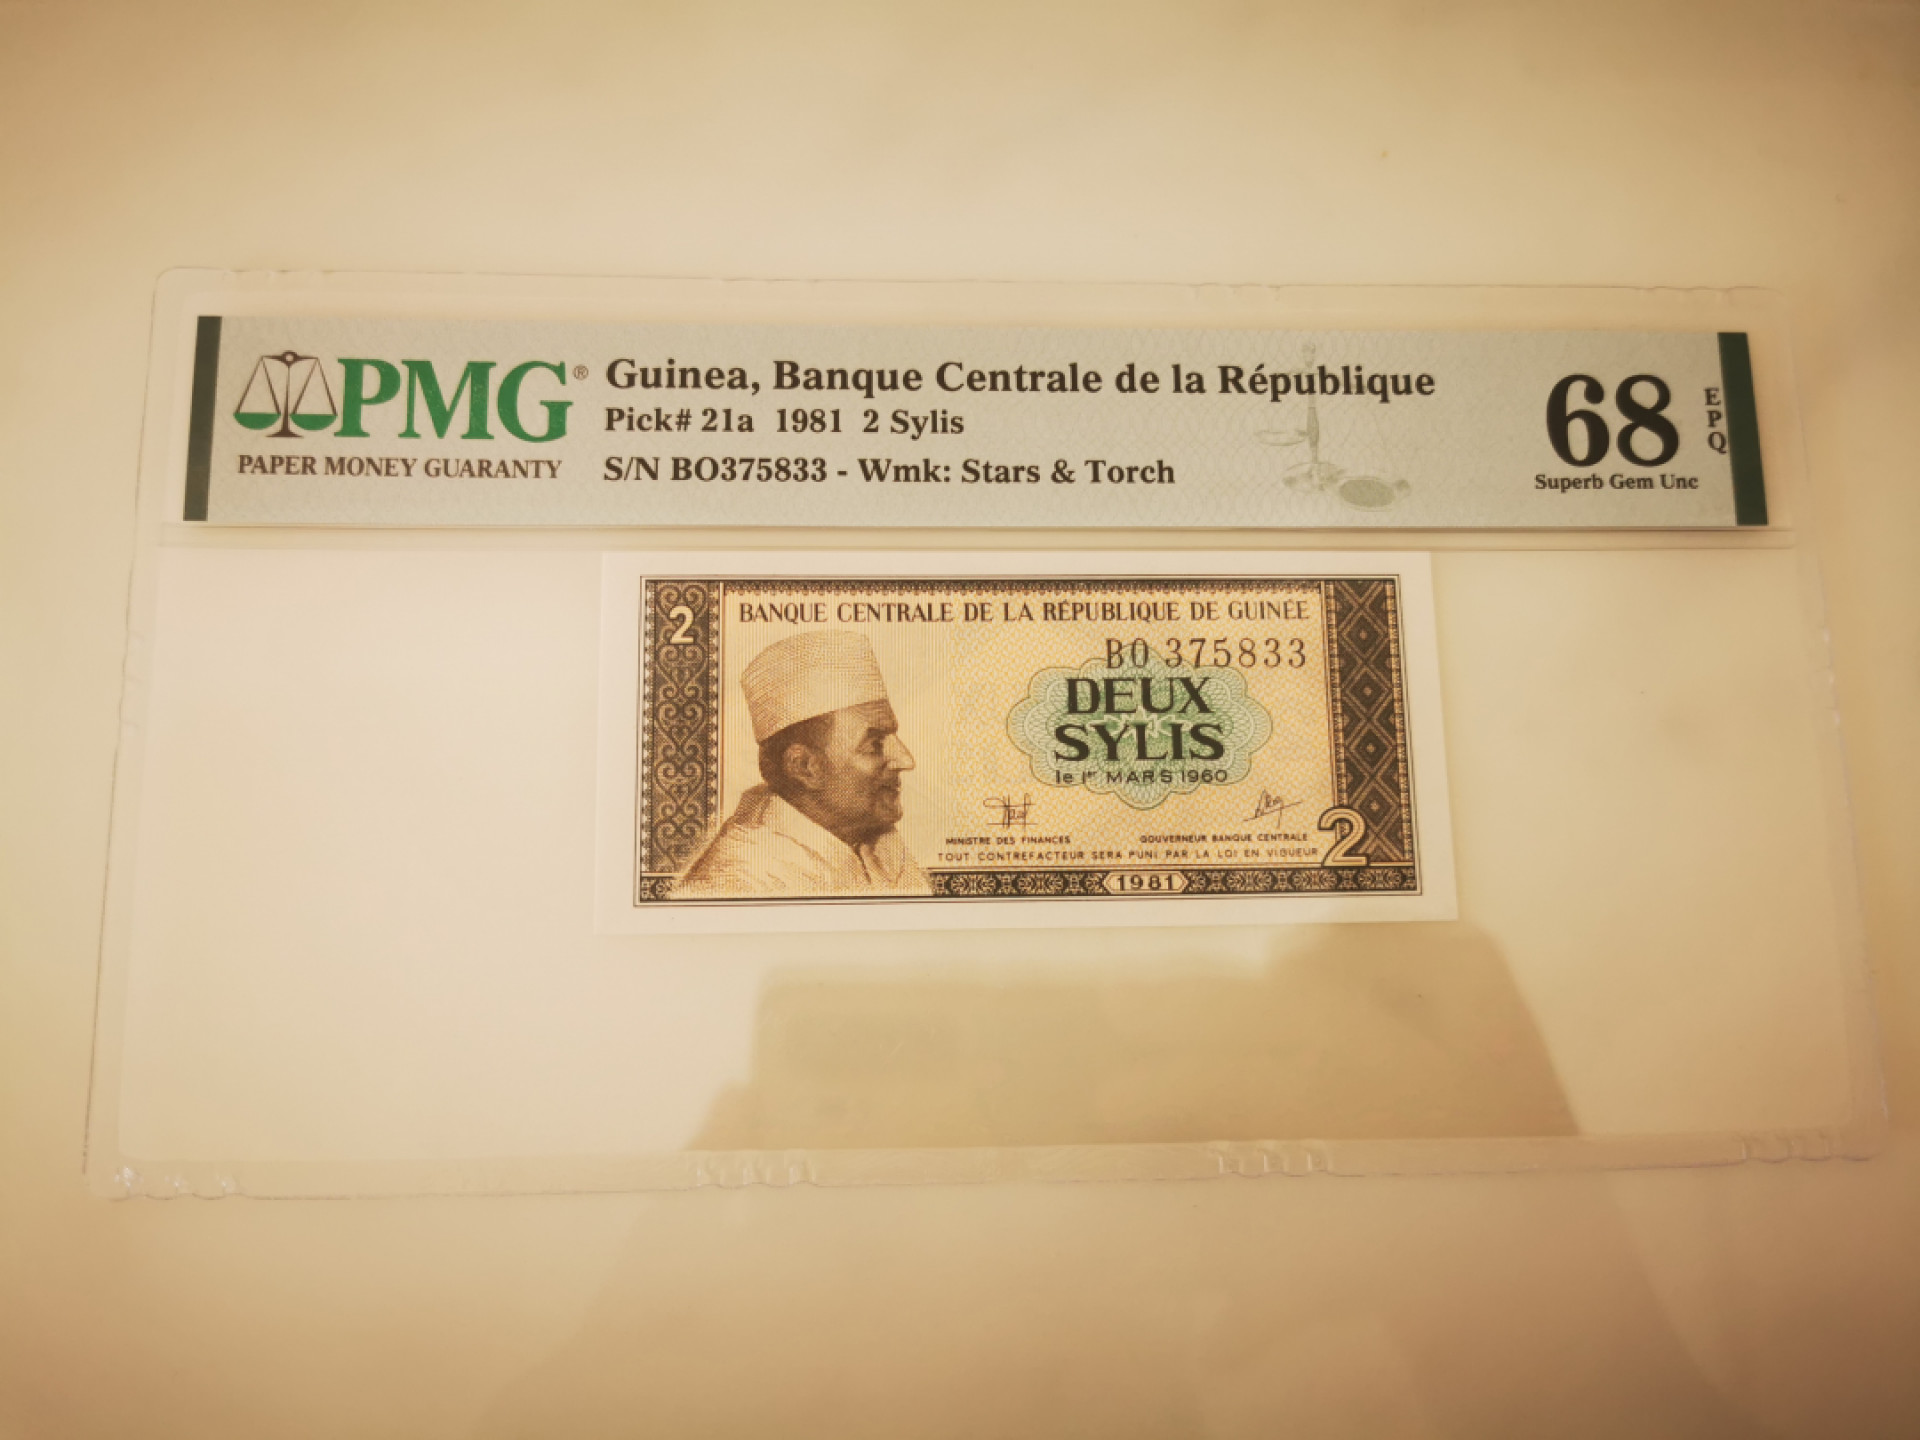 PMG®
PAPER MONEY GUARANTY
Guinea, Banque Centrale de la République
Pick# 21a 1981 2 Sylis
S/N BO375833 - Wmk: Stars & Torch
68
EPQ
Superb Gem Unc
2
BANQUE CENTRALE DE LA RÉPUBLIQUE DE GUINÉE
BO 375833
DEUX
SYLIS
le 1er MARS 1960
MINISTRE DES FINANCES
GOUVERNEUR BANQUE CENTRALE
TOUT CONTREFACTEUR SERA PUNI PAR LA LOI EN VIGUEUR
2
1981